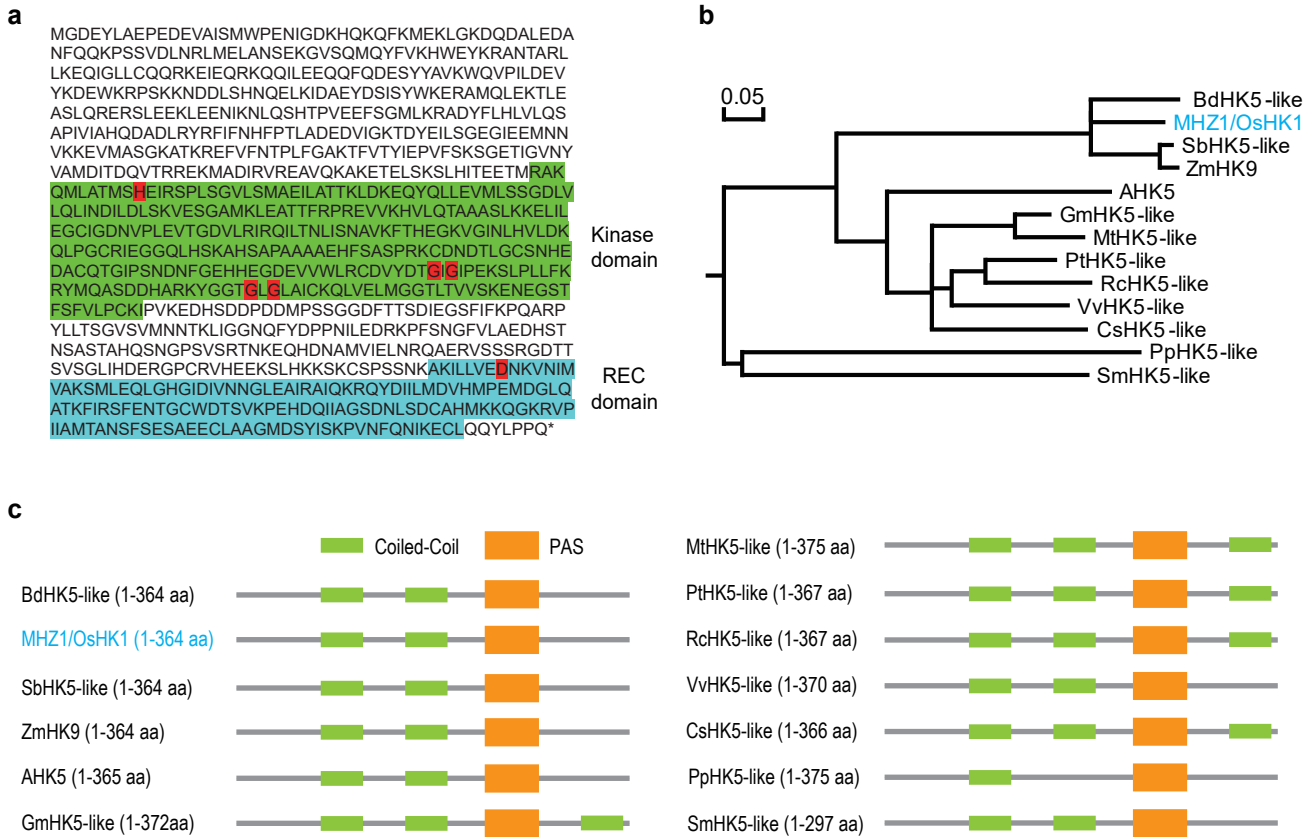 a
MGDEYLAEPEDEVAISMWPENIGDKHQKQFKMEKLGKDQDALEDA
NFQQKPSSVDLNRLMELANSEKGVSQMQYFVKHWEYKRANTARL
LKEQIGLLCQQRKEIEQRKQQILEEQQFQDESYYAVKWQVPILDEV
YKDEWKRPSKKNDDLSHNQELKIDAEYDSISYWKERAMQLEKTLE
ASLQRERSLEEKLEENIKNLQSHTPVEEFSGMLKRADYFLHLVLQS
APIVIAHQDADLRYRFIFNHFPTLADEDVIGKTDYEILSGEGIEEMNN
VKKEVMASGKATKREFVFNTPLFGAKTFVTYIEPVFSKSGETIGVNY
VAMDITDQVTRREKMADIRVREAVQKAKETELSKSLHITEETMRAK
QMLATMSHEIRSPLSGVLSMAEILATTKLDKEQYQLLEVMLSSGDLV
LQLINDILDLSKVESGAMKLEATTFRPREVVKHVLQTAAASLKKELIL
EGCIGDNVPLEVTGDVLRIRQILTNLISNAVKFTHEGKVGINLHVLDK
QLPGCRIEGGQLHSKAHSAPAAAAEHFSASPRKCDNDTLGCSNHE
DACQTGIPSNDNFGEHHEGDEVVWLRCDVYDTGIGIPEKSLPLLFK
RYMQASDDHARKYGGTGLGLAICKQLVELMGGTLTVVSKENEGST
FSFVLPCKIPVKEDHSDDPDDMPSSGGDFTTSDIEGSFIFKPQARP
YLLTSGVSVMNNTKLIGGNQFYDPPNILEDRKPFSNGFVLAEDHST
NSASTAHQSNGPSVSRTNKEQHDNAMVIELNRQAERVSSSRGDTT
SVSGLIHDERGPCRVHEEKSLHKKSKCSPSSNKAKILLVEDNKVNIM
VAKSMLEQLGHGIDIVNNGLEAIRAIQKRQYDIILMDVHMPEMDGLQ
ATKFIRSFENTGCWDTSVKPEHDQIIAGSDNLSDCAHMKKQGKRVP
IIAMTANSFSESAEECLAAGMDSYISKPVNFQNIKECLQQYLPPQ*
Kinase
domain
REC
domain
b
0.05
BdHK5-like
MHZ1/OsHK1
SbHK5-like
ZmHK9
AHK5
GmHK5-like
MtHK5-like
PtHK5-like
RcHK5-like
VvHK5-like
CsHK5-like
PpHK5-like
SmHK5-like
c
Coiled-Coil
PAS
BdHK5-like (1-364 aa)
MHZ1/OsHK1 (1-364 aa)
SbHK5-like (1-364 aa)
ZmHK9 (1-364 aa)
AHK5 (1-365 aa)
GmHK5-like (1-372aa)
MtHK5-like (1-375 aa)
PtHK5-like (1-367 aa)
RcHK5-like (1-367 aa)
VvHK5-like (1-370 aa)
CsHK5-like (1-366 aa)
PpHK5-like (1-375 aa)
SmHK5-like (1-297 aa)